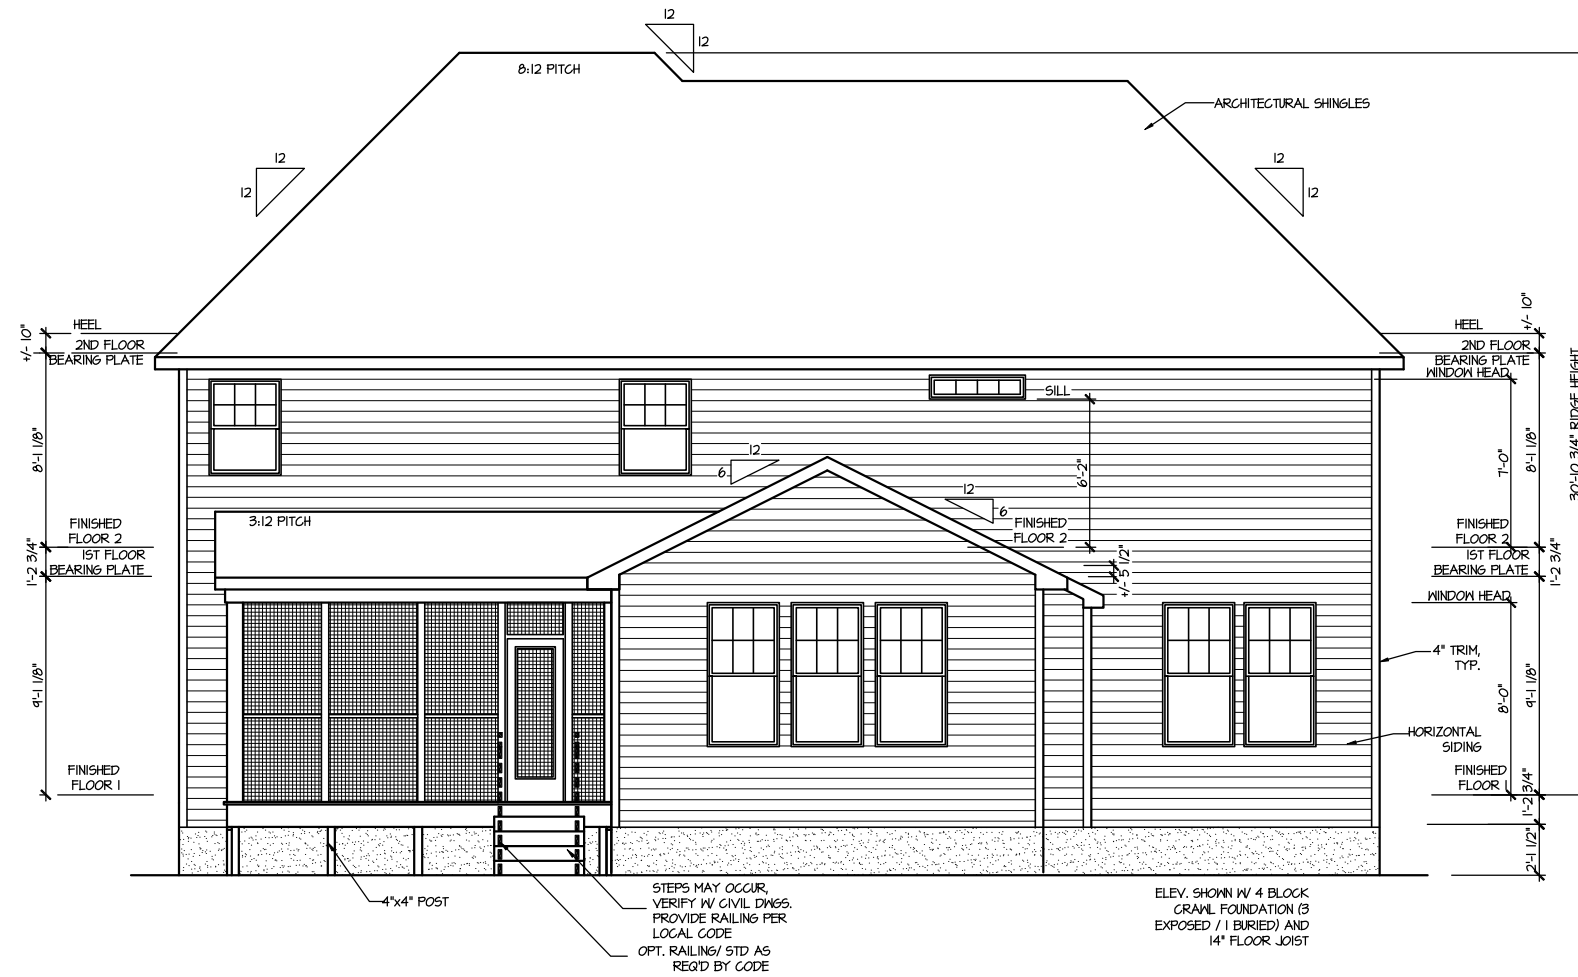 12
12
8:12 PITCH
ARCHITECTURAL SHINGLES
12
12
12
12
+/- 10"
HEEL
2ND FLOOR
BEARING PLATE
8'-1 1/8"
FINISHED
FLOOR 2
1'-2 3/4"
1ST FLOOR
BEARING PLATE
9'-1 1/8"
FINISHED
FLOOR 1
SILL
12
6
6'-2"
12
6
3:12 PITCH
FINISHED
FLOOR 2
+/- 5 1/2"
+/- 10"
HEEL
2ND FLOOR
BEARING PLATE
WINDOW HEAD
7'-0"
8'-1 1/8"
30'-10 3/4" RIDGE HEIGHT
FINISHED
FLOOR 2
1ST FLOOR
BEARING PLATE
1'-2 3/4"
WINDOW HEAD
4" TRIM,
TYP.
8'-0"
9'-1 1/8"
HORIZONTAL
SIDING
FINISHED
FLOOR 1
1'-2 3/4"
2'-1 1/2"
4"x4" POST
STEPS MAY OCCUR,
VERIFY W/ CIVIL DWGS.
PROVIDE RAILING PER
LOCAL CODE
OPT. RAILING/ STD AS
REQ'D BY CODE
ELEV. SHOWN W/ 4 BLOCK
CRAWL FOUNDATION (3
EXPOSED / 1 BURIED) AND
14" FLOOR JOIST